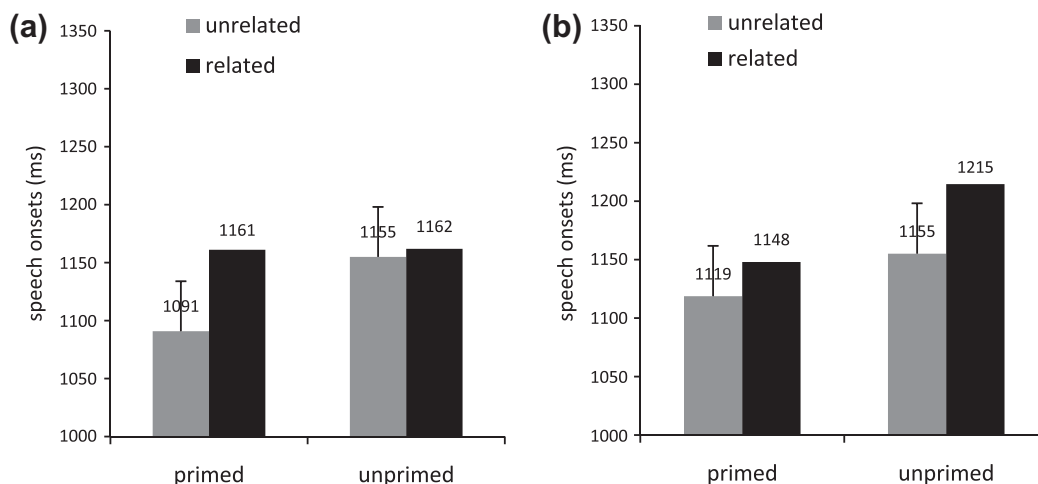 (a)
unrelated
related
speech onsets (ms)
1350
1300
1250
1200
1150
1100
1050
1000
1091
1161
1155
1162
primed
unprimed
(b)
unrelated
related
speech onsets (ms)
1350
1300
1250
1200
1150
1100
1050
1000
1119
1148
1155
1215
primed
unprimed